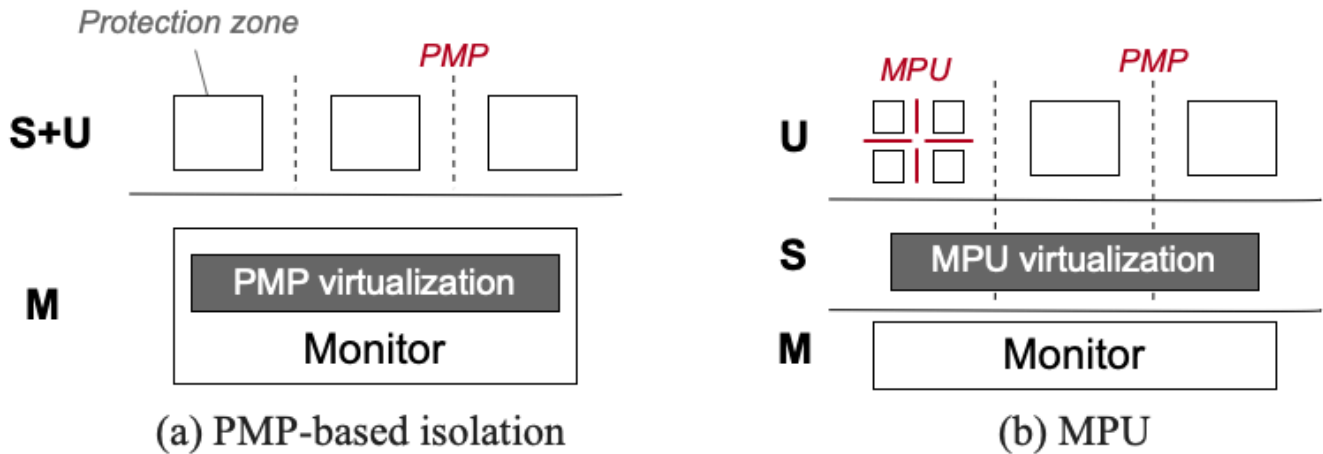 Protection zone
PMP
S+U
PMP virtualization
M
Monitor
(a) PMP-based isolation
MPU
PMP
U
S
MPU virtualization
M
Monitor
(b) MPU